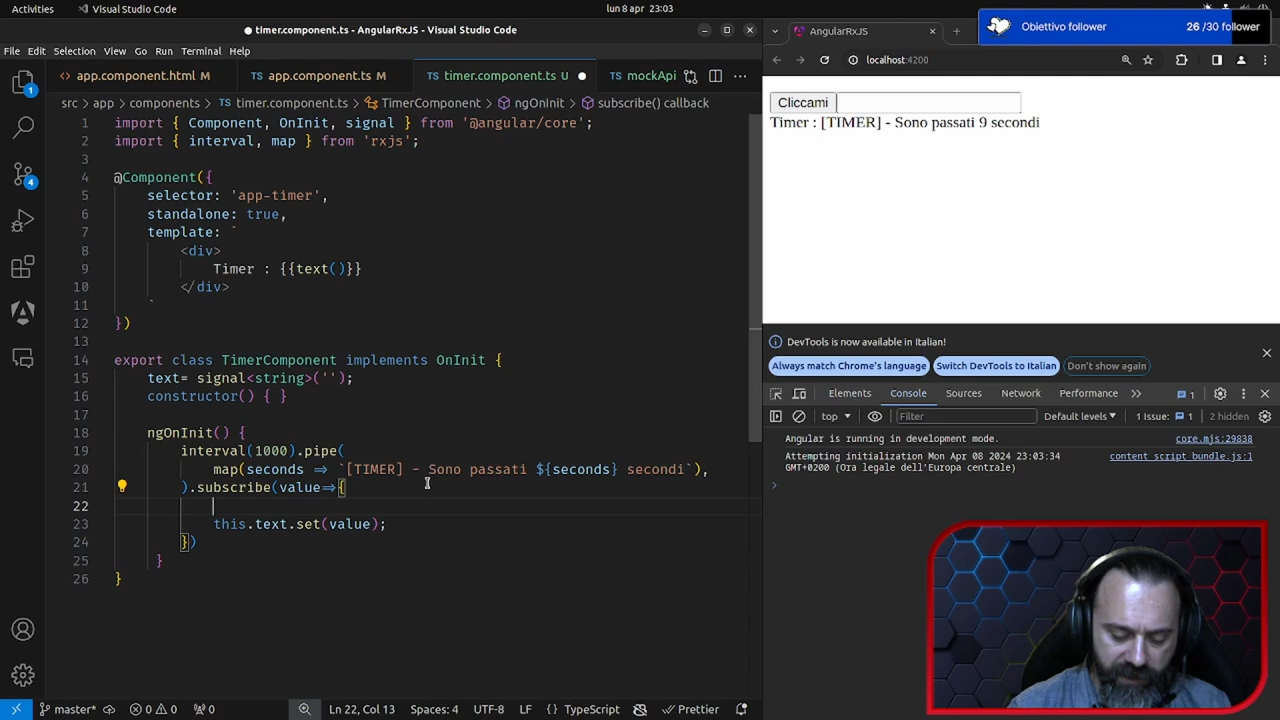 Activities
Visual Studio Code
lun 8 apr 23:03
timer.component.ts - AngularRxJS - Visual Studio Code
File Edit Selection View Go Run Terminal Help
app.component.html M
app.component.ts M
timer.component.ts U
mockApi
src > app > components > timer.component.ts > TimerComponent > ngOnInit > subscribe() callback
1 import { Component, OnInit, signal } from '@angular/core';
2 import { interval, map } from 'rxjs';
3
4 @Component({
5 selector: 'app-timer',
6 standalone: true,
7 template: `
8 <div>
9 Timer : {{text()}}
10 </div>
11 `
12 })
13
14 export class TimerComponent implements OnInit {
15 text= signal<string>('');
16 constructor() { }
17
18 ngOnInit() {
19 interval(1000).pipe(
20 map(seconds => `[TIMER] - Sono passati ${seconds} secondi`),
21 ).subscribe(value=>{
22
23 this.text.set(value);
24 })
25 }
26 }
1
4
master*
0 0
0
Ln 22, Col 13
Spaces: 4
UTF-8
LF
{ } TypeScript
Prettier
Obiettivo follower
26 /30 follower
AngularRxJS
localhost:4200
Cliccami
Timer : [TIMER] - Sono passati 9 secondi
DevTools is now available in Italian!
Always match Chrome's language
Switch DevTools to Italian
Don't show again
Elements Console Sources Network Performance
1
top
Filter
Default levels
1 Issue: 1
2 hidden
Angular is running in development mode.
core.mjs:29838
Attempting initialization Mon Apr 08 2024 23:03:34
GMT+0200 (Ora legale dell'Europa centrale)
content_script_bundle.js:1